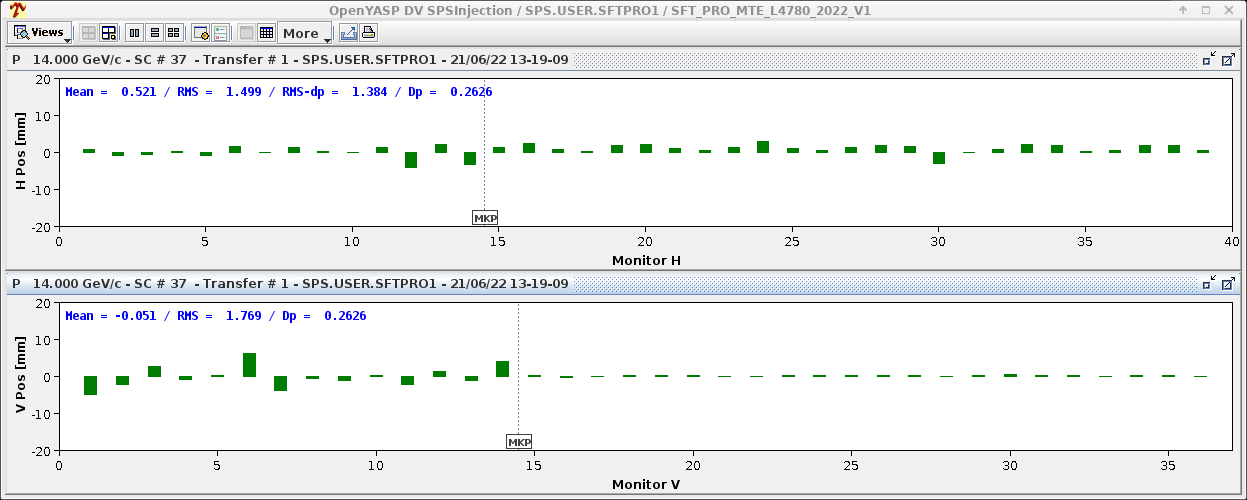 OpenYASP DV SPSInjection / SPS.USER.SFTPRO1 / SFT_PRO_MTE_L4780_2022_V1
Views More
P 14.000 GeV/c - SC # 37 - Transfer # 1 - SPS.USER.SFTPRO1 - 21/06/22 13-19-09
Mean = 0.521 / RMS = 1.499 / RMS-dp = 1.384 / Dp = 0.2626
H Pos [mm]
20
10
0
-10
-20
MKP
0 5 10 15 20 25 30 35 40
Monitor H
P 14.000 GeV/c - SC # 37 - Transfer # 1 - SPS.USER.SFTPRO1 - 21/06/22 13-19-09
Mean = -0.051 / RMS = 1.769 / Dp = 0.2626
V Pos [mm]
20
10
0
-10
-20
MKP
0 5 10 15 20 25 30 35
Monitor V